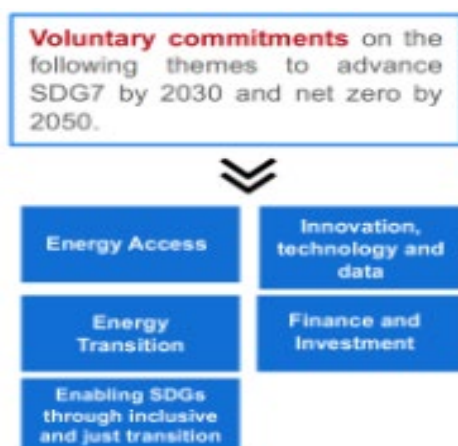 Voluntary commitments on the
following themes to advance
SDG7 by 2030 and net zero by
2050.
Energy Access
Innovation,
technology and
data
Energy
Transition
Finance and
Investment
Enabling SDGs
through inclusive
and just transition